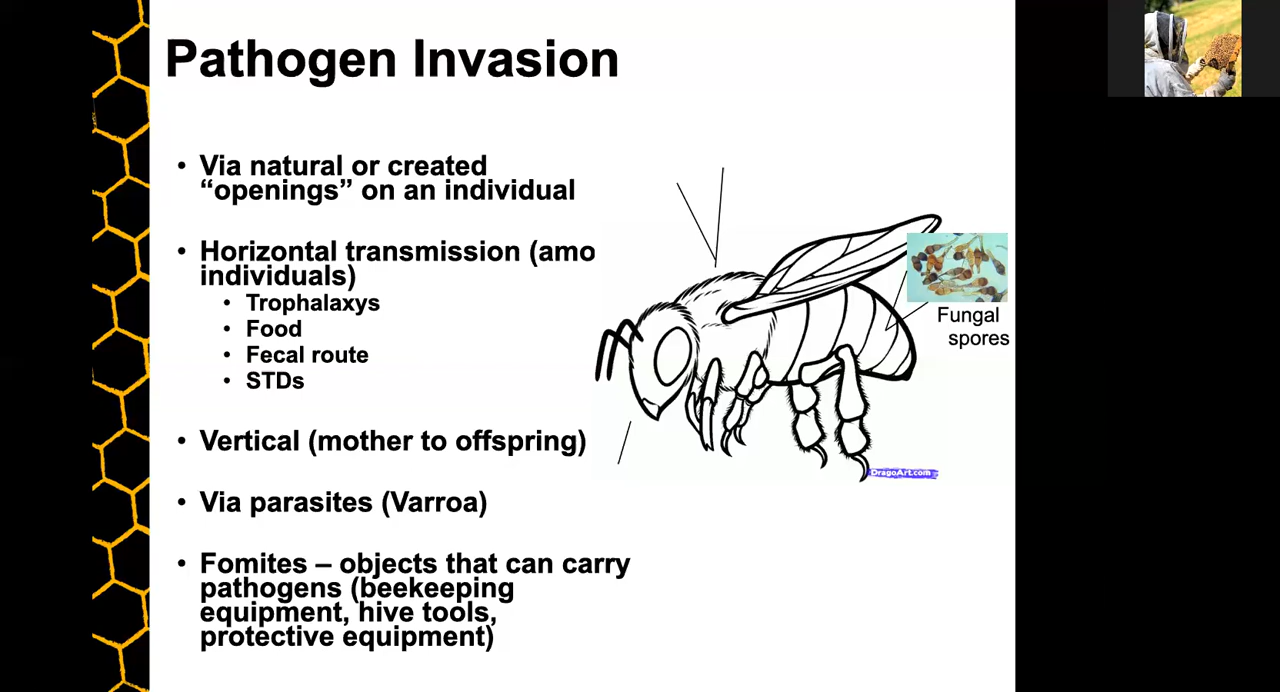 Pathogen Invasion
• Via natural or created
“openings” on an individual
• Horizontal transmission (amo
individuals)
• Trophalaxys
• Food
• Fecal route
• STDs
• Vertical (mother to offspring)
• Via parasites (Varroa)
• Fomites – objects that can carry
pathogens (beekeeping
equipment, hive tools,
protective equipment)
Fungal
spores
DragoArt.com